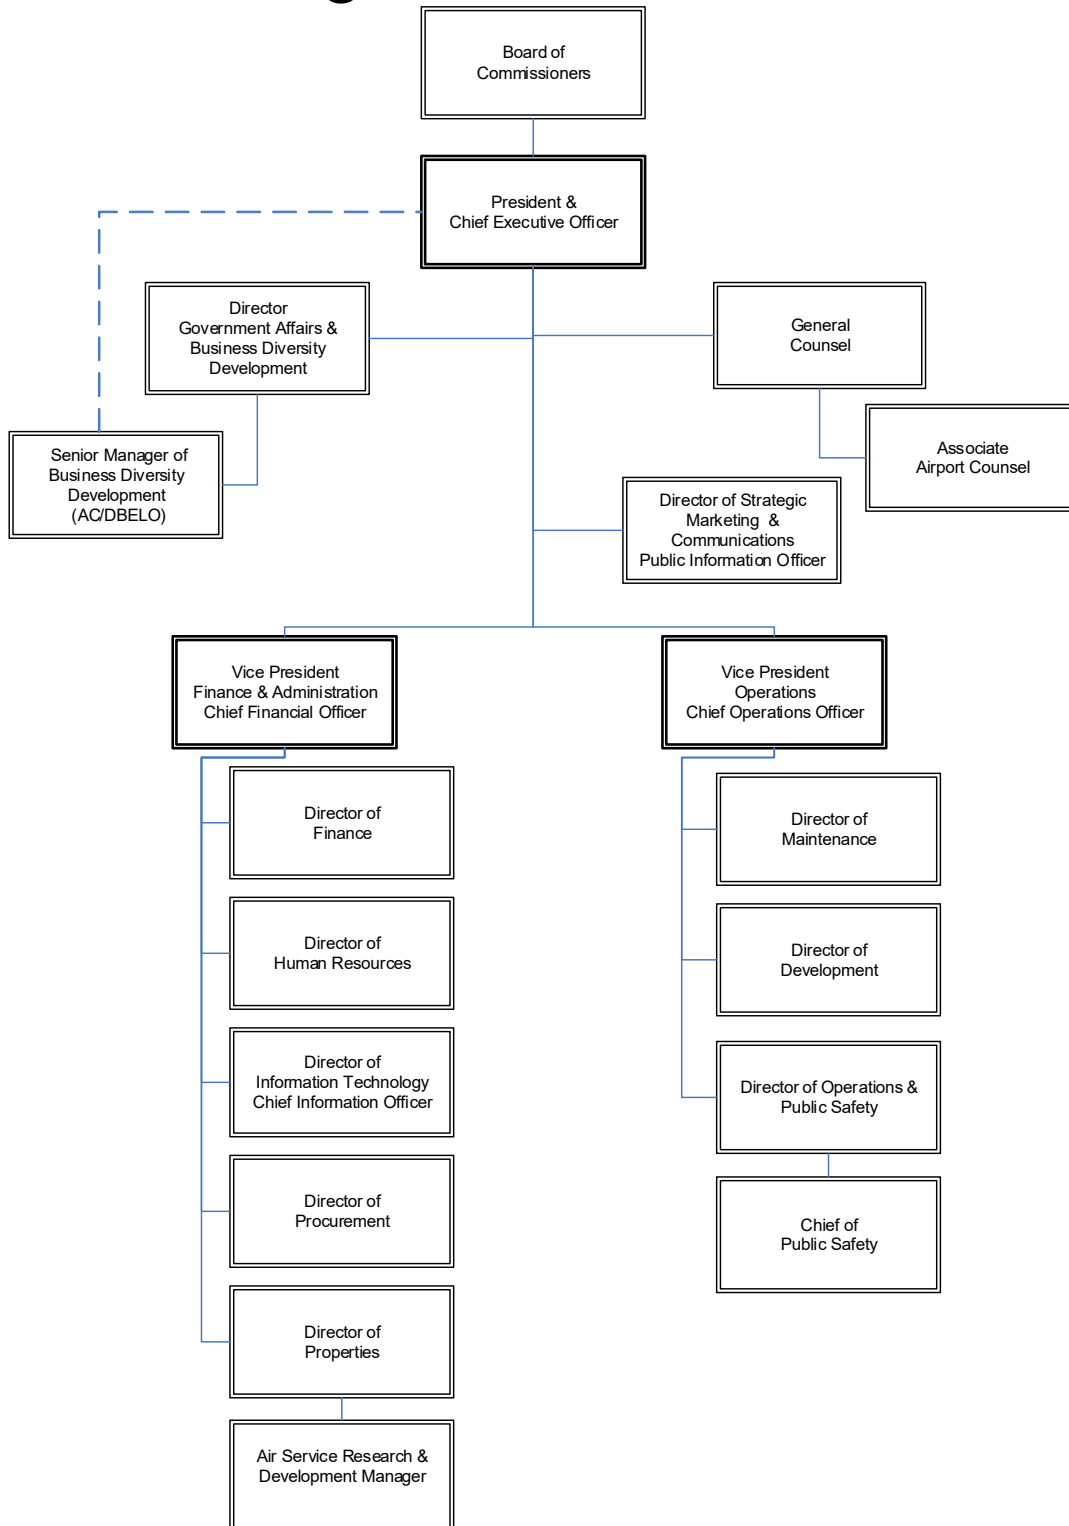 Board of
Commissioners
President &
Chief Executive Officer
Director
Government Affairs &
Business Diversity
Development
General
Counsel
Senior Manager of
Business Diversity
Development
(AC/DBELO)
Associate
Airport Counsel
Director of Strategic
Marketing &
Communications
Public Information Officer
Vice President
Finance & Administration
Chief Financial Officer
Vice President
Operations
Chief Operations Officer
Director of
Finance
Director of
Human Resources
Director of
Information Technology
Chief Information Officer
Director of
Procurement
Director of
Properties
Air Service Research &
Development Manager
Director of
Maintenance
Director of
Development
Director of Operations &
Public Safety
Chief of
Public Safety